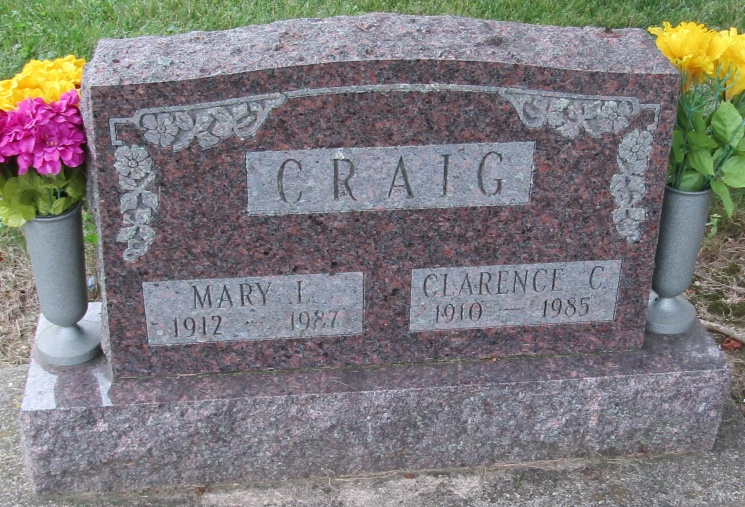 CRAIG
MARY I.
1912 - 1987
CLARENCE C.
1910 - 1985